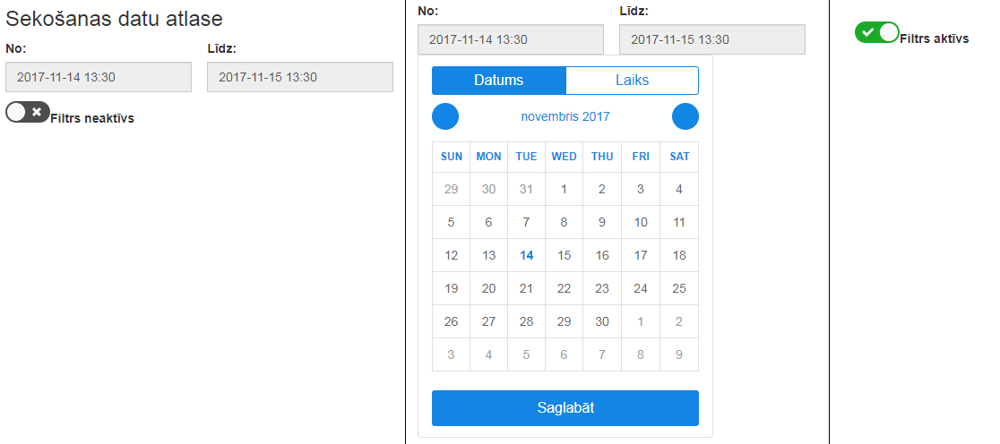 Sekošanas datu atlase
No: Līdz:
2017-11-14 13:30 2017-11-15 13:30
Filtrs neaktīvs
No: Līdz:
2017-11-14 13:30 2017-11-15 13:30
Datums Laiks
novembris 2017
SUN MON TUE WED THU FRI SAT
29 30 31 1 2 3 4
5 6 7 8 9 10 11
12 13 14 15 16 17 18
19 20 21 22 23 24 25
26 27 28 29 30 1 2
3 4 5 6 7 8 9
Saglabāt
Filtrs aktīvs